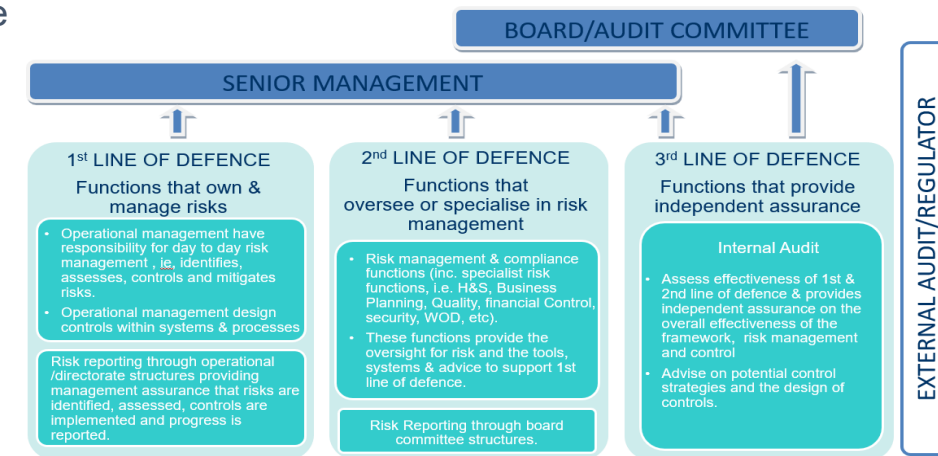 e
BOARD/AUDIT COMMITTEE
SENIOR MANAGEMENT
1st LINE OF DEFENCE
Functions that own &
manage risks
• Operational management have
responsibility for day to day risk
management , ie, identifies,
assesses, controls and mitigates
risks.
• Operational management design
controls within systems & processes
Risk reporting through operational
/directorate structures providing
management assurance that risks are
identified, assessed, controls are
implemented and progress is
reported.
2nd LINE OF DEFENCE
Functions that
oversee or specialise in risk
management
• Risk management & compliance
functions (inc. specialist risk
functions, i.e. H&S, Business
Planning, Quality, financial Control,
security, WOD, etc).
• These functions provide the
oversight for risk and the tools,
systems & advice to support 1st
line of defence.
Risk Reporting through board
committee structures.
3rd LINE OF DEFENCE
Functions that provide
independent assurance
Internal Audit
• Assess effectiveness of 1st &
2nd line of defence & provides
independent assurance on the
overall effectiveness of the
framework, risk management
and control
• Advise on potential control
strategies and the design of
controls.
EXTERNAL AUDIT/REGULATOR